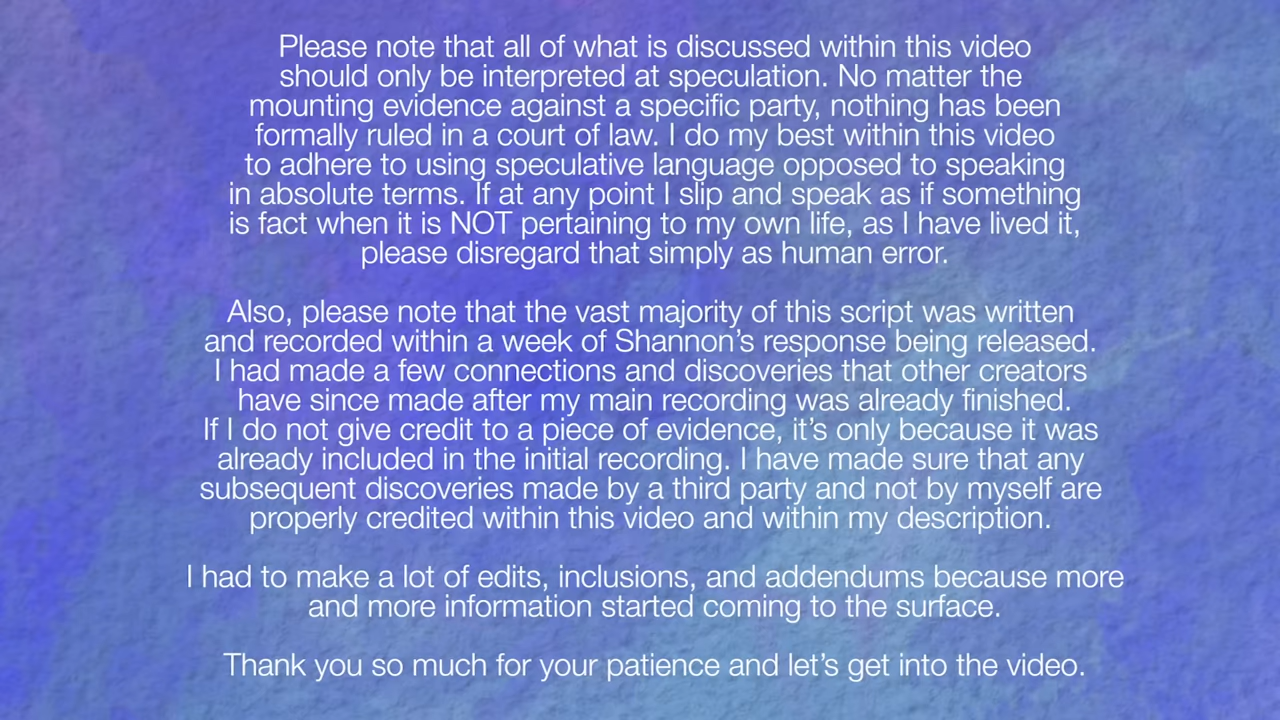 Please note that all of what is discussed within this video
should only be interpreted at speculation. No matter the
mounting evidence against a specific party, nothing has been
formally ruled in a court of law. I do my best within this video
to adhere to using speculative language opposed to speaking
in absolute terms. If at any point I slip and speak as if something
is fact when it is NOT pertaining to my own life, as I have lived it,
please disregard that simply as human error.
Also, please note that the vast majority of this script was written
and recorded within a week of Shannon's response being released.
I had made a few connections and discoveries that other creators
have since made after my main recording was already finished.
If I do not give credit to a piece of evidence, it's only because it was
already included in the initial recording. I have made sure that any
subsequent discoveries made by a third party and not by myself are
properly credited within this video and within my description.
I had to make a lot of edits, inclusions, and addendums because more
and more information started coming to the surface.
Thank you so much for your patience and let's get into the video.